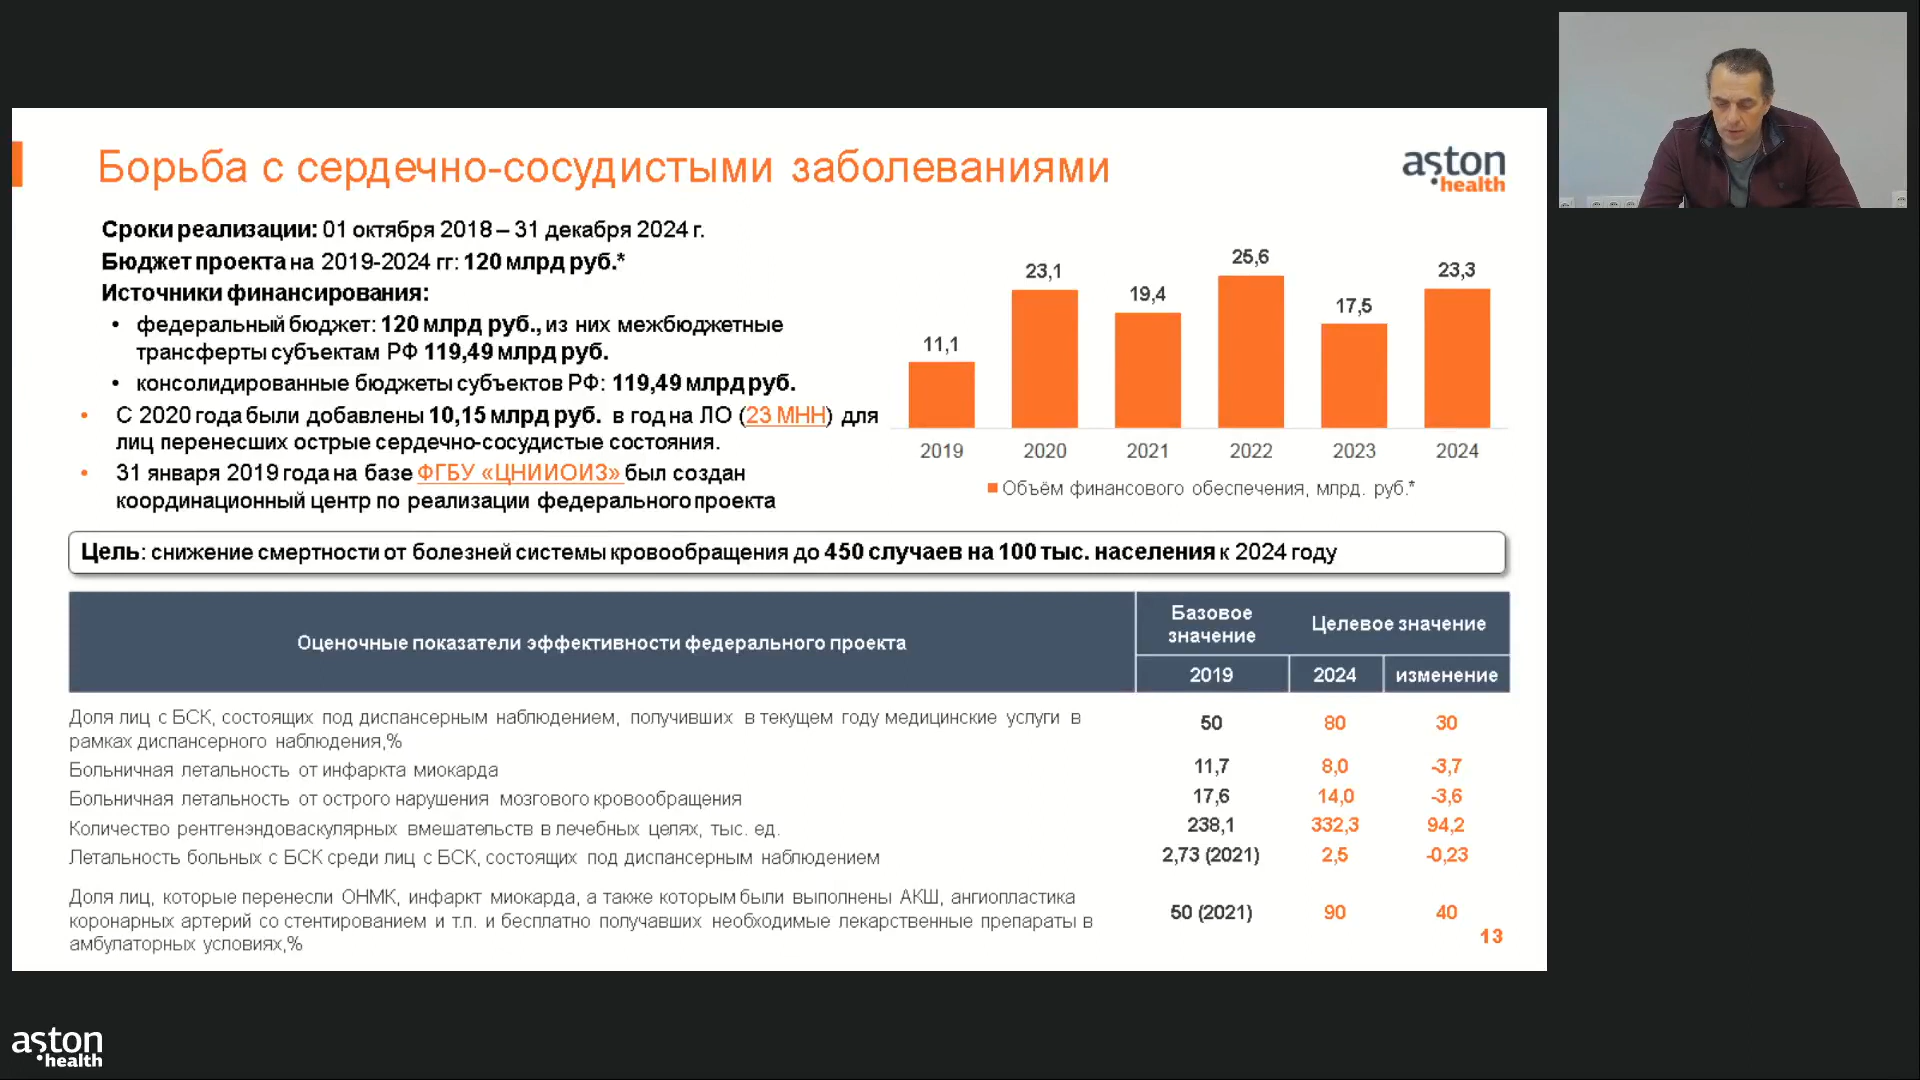 Борьба с сердечно-сосудистыми заболеваниями
aston
health
Сроки реализации: 01 октября 2018 – 31 декабря 2024 г.
Бюджет проекта на 2019-2024 гг: 120 млрд руб.*
Источники финансирования:
• федеральный бюджет: 120 млрд руб., из них межбюджетные
трансферты субъектам РФ 119,49 млрд руб.
• консолидированные бюджеты субъектов РФ: 119,49 млрд руб.
• С 2020 года были добавлены 10,15 млрд руб. в год на ЛО (23 МНН) для
лиц перенесших острые сердечно-сосудистые состояния.
• 31 января 2019 года на базе ФГБУ «ЦНИИОИЗ» был создан
координационный центр по реализации федерального проекта
11,1 23,1 19,4 25,6 17,5 23,3
2019 2020 2021 2022 2023 2024
Объём финансового обеспечения, млрд. руб.*
Цель: снижение смертности от болезней системы кровообращения до 450 случаев на 100 тыс. населения к 2024 году
Оценочные показатели эффективности федерального проекта
Базовое
значение
Целевое значение
2019 2024 изменение
Доля лиц с БСК, состоящих под диспансерным наблюдением, получивших в текущем году медицинские услуги в
рамках диспансерного наблюдения,%
50 80 30
Больничная летальность от инфаркта миокарда 11,7 8,0 -3,7
Больничная летальность от острого нарушения мозгового кровообращения 17,6 14,0 -3,6
Количество рентгенэндоваскулярных вмешательств в лечебных целях, тыс. ед. 238,1 332,3 94,2
Летальность больных с БСК среди лиц с БСК, состоящих под диспансерным наблюдением 2,73 (2021) 2,5 -0,23
Доля лиц, которые перенесли ОНМК, инфаркт миокарда, а также которым были выполнены АКШ, ангиопластика
коронарных артерий со стентированием и т.п. и бесплатно получавших необходимые лекарственные препараты в
амбулаторных условиях,%
50 (2021) 90 40
13
aston
health